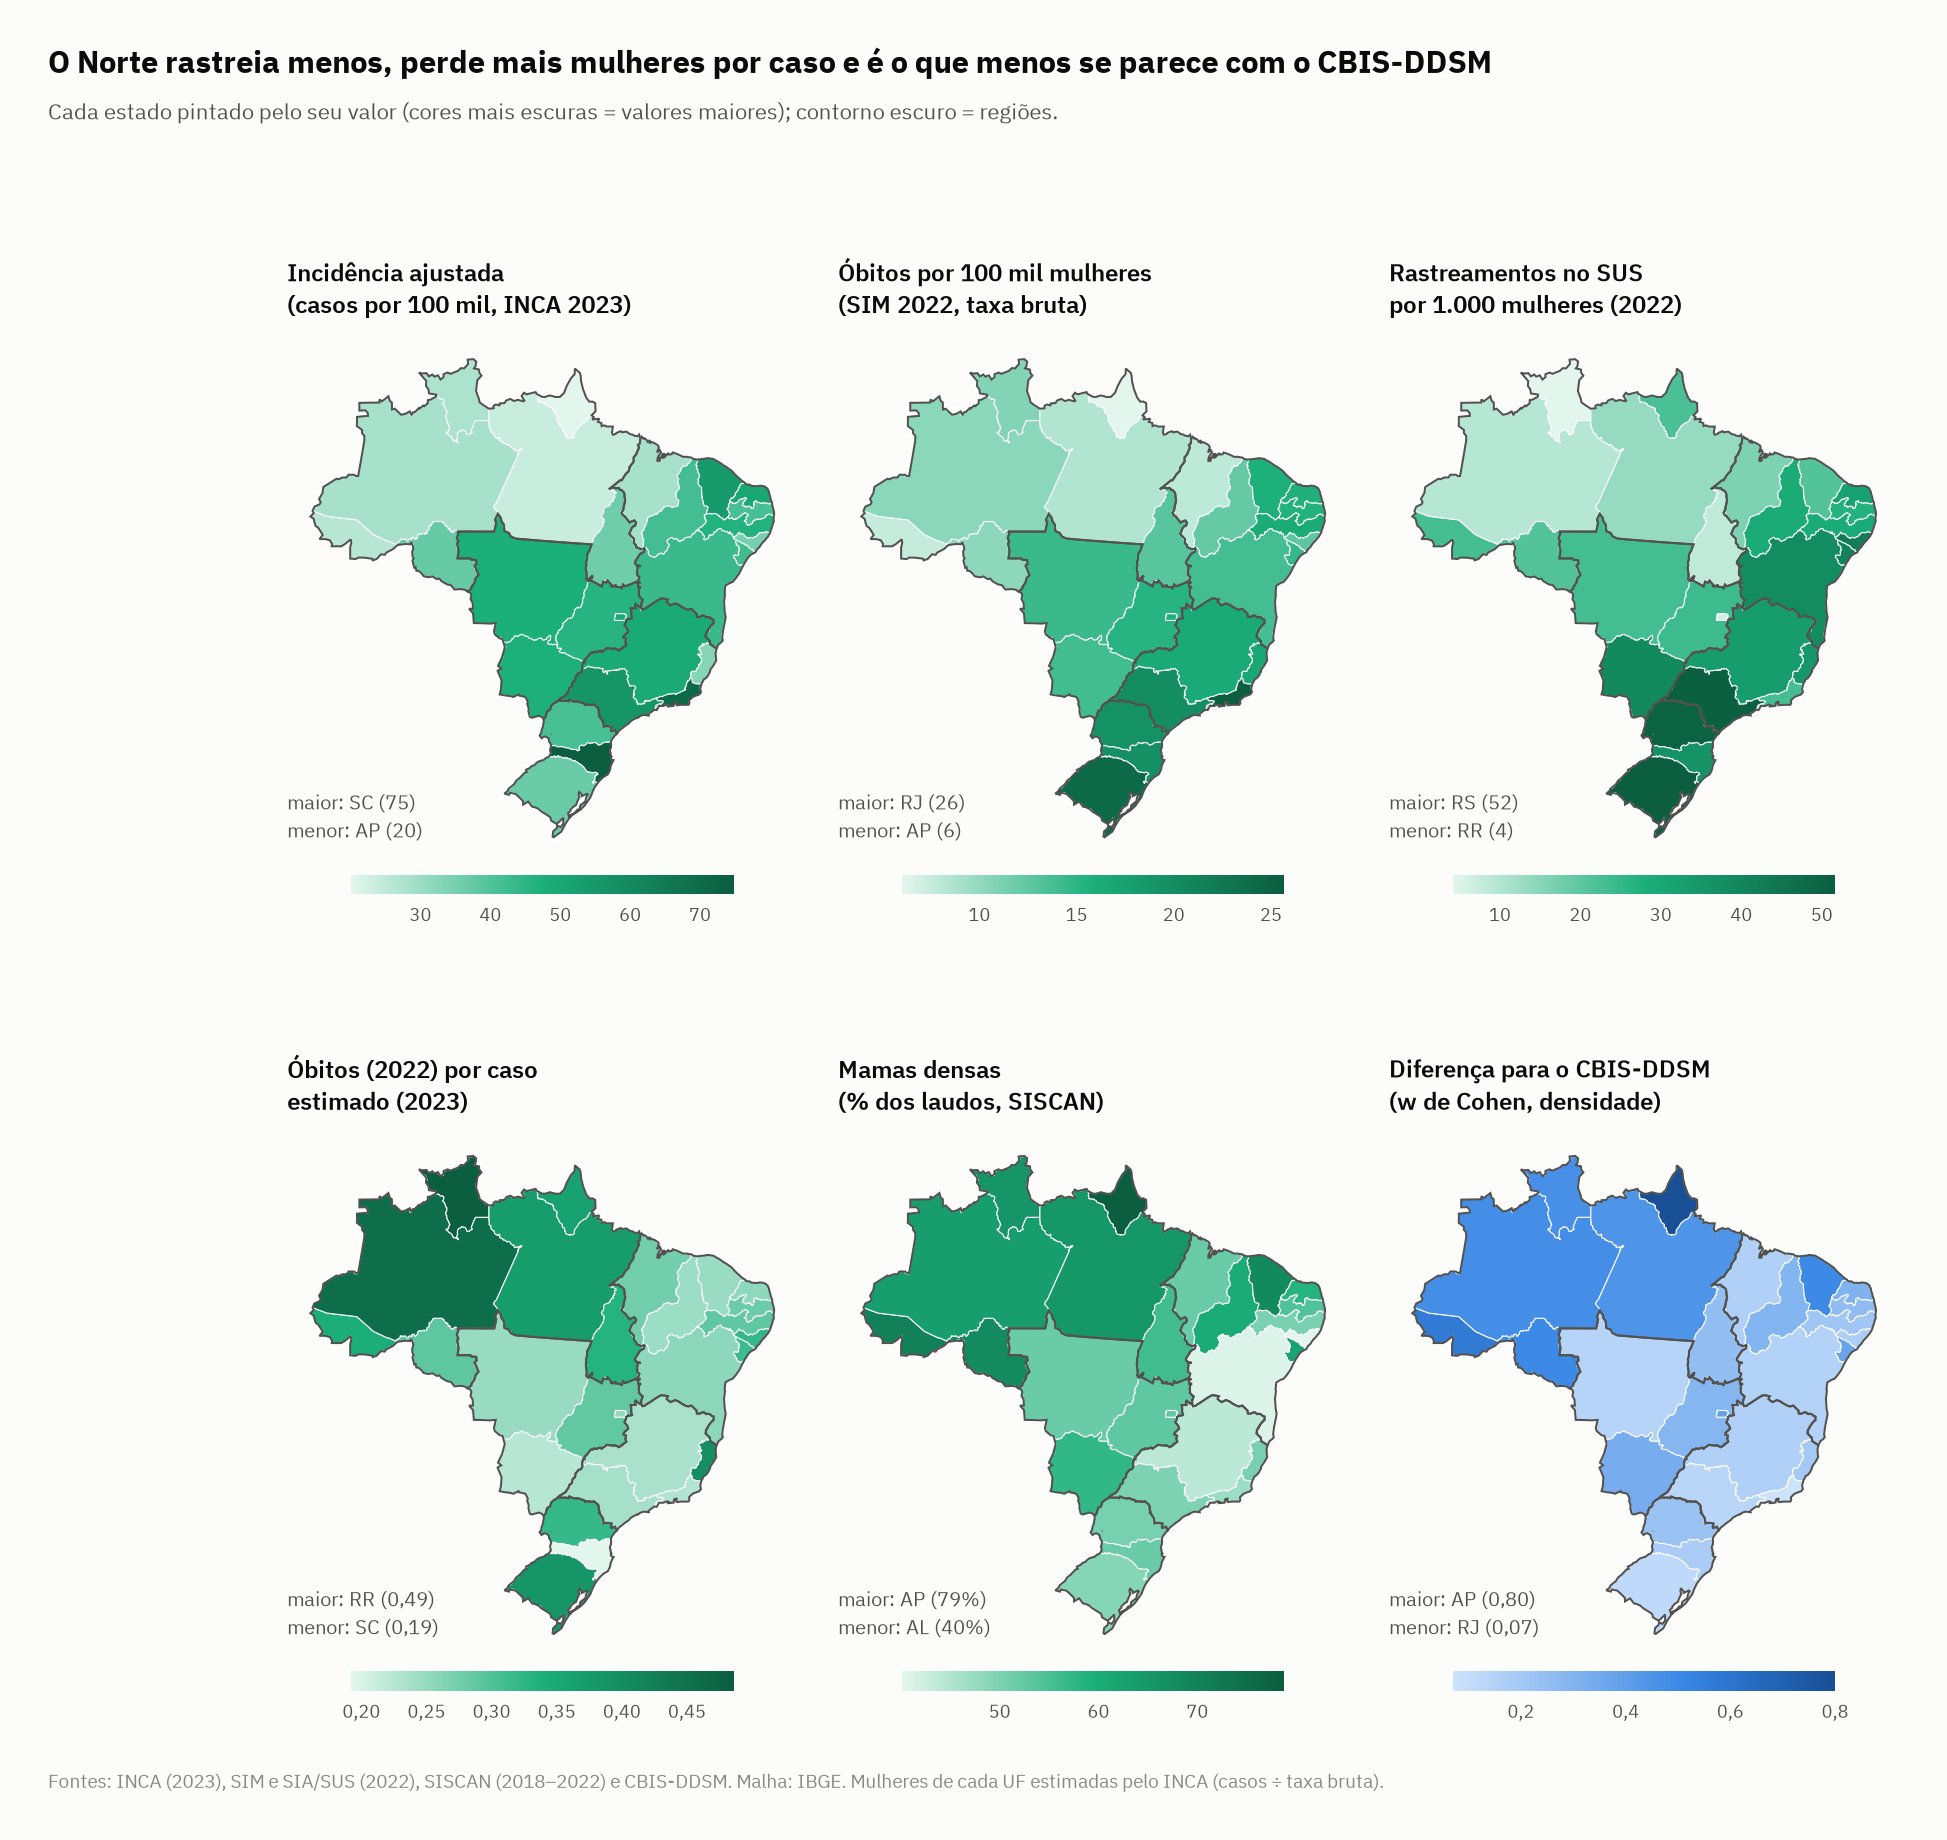 O Norte rastreia menos, perde mais mulheres por caso e é o que menos se parece com o CBIS-DDSM
Cada estado pintado pelo seu valor (cores mais escuras = valores maiores); contorno escuro = regiões.
Incidência ajustada
(casos por 100 mil, INCA 2023)
maior: SC (75)
menor: AP (20)
30 40 50 60 70
Óbitos por 100 mil mulheres
(SIM 2022, taxa bruta)
maior: RJ (26)
menor: AP (6)
10 15 20 25
Rastreamentos no SUS
por 1.000 mulheres (2022)
maior: RS (52)
menor: RR (4)
10 20 30 40 50
Óbitos (2022) por caso
estimado (2023)
maior: RR (0,49)
menor: SC (0,19)
0,20 0,25 0,30 0,35 0,40 0,45
Mamas densas
(% dos laudos, SISCAN)
maior: AP (79%)
menor: AL (40%)
50 60 70
Diferença para o CBIS-DDSM
(w de Cohen, densidade)
maior: AP (0,80)
menor: RJ (0,07)
0,2 0,4 0,6 0,8
Fontes: INCA (2023), SIM e SIA/SUS (2022), SISCAN (2018–2022) e CBIS-DDSM. Malha: IBGE. Mulheres de cada UF estimadas pelo INCA (casos ÷ taxa bruta).